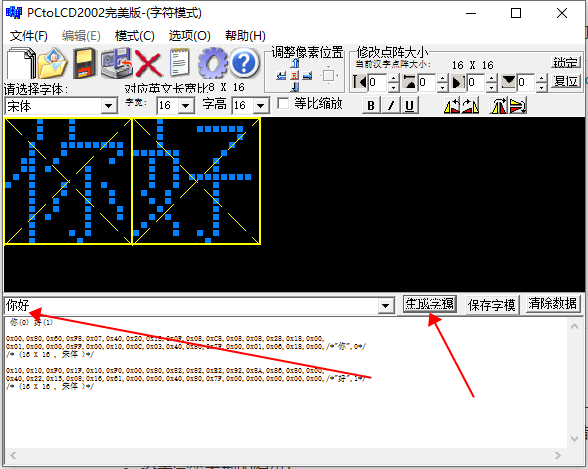 PCtoLCD2002完美版-(字符模式)
文件(F) 编辑(E) 模式(C) 选项(O) 帮助(H)
调整像素位置 修改点阵大小
当前汉字点阵大小: 16 X 16 锁定
请选择字体: 对应英文长宽比8 X 16 0 0 0 0 复位
宋体 字宽: 16 字高 16 等比缩放 B I U
你好 生成字模 保存字模 清除数据
你(0) 好(1)
0x00,0x80,0x60,0xF8,0x07,0x40,0x20,0x18,0x0F,0x08,0xC8,0x08,0x08,0x28,0x18,0x00,
0x01,0x00,0x00,0xFF,0x00,0x10,0x0C,0x03,0x40,0x80,0x7F,0x00,0x01,0x06,0x18,0x00,/*"你",0*/
/* (16 X 16 , 宋体 )*/
0x10,0x10,0xF0,0x1F,0x10,0xF0,0x00,0x80,0x82,0x82,0xE2,0x92,0x8A,0x86,0x80,0x00,
0x40,0x22,0x15,0x08,0x16,0x61,0x00,0x00,0x40,0x80,0x7F,0x00,0x00,0x00,0x00,0x00,/*"好",1*/
/* (16 X 16 , 宋体 )*/